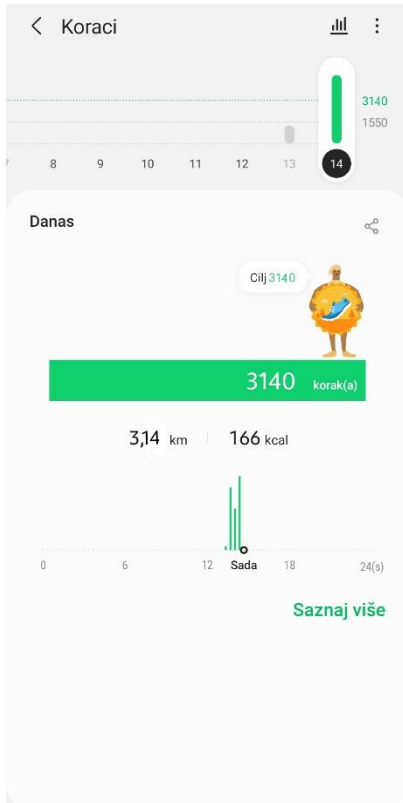 Koraci
3140
1550
7 8 9 10 11 12 13 14
Danas
Cilj 3140
3140 korak(a)
3,14 km 166 kcal
0 6 12 Sada 18 24(s)
Saznaj više